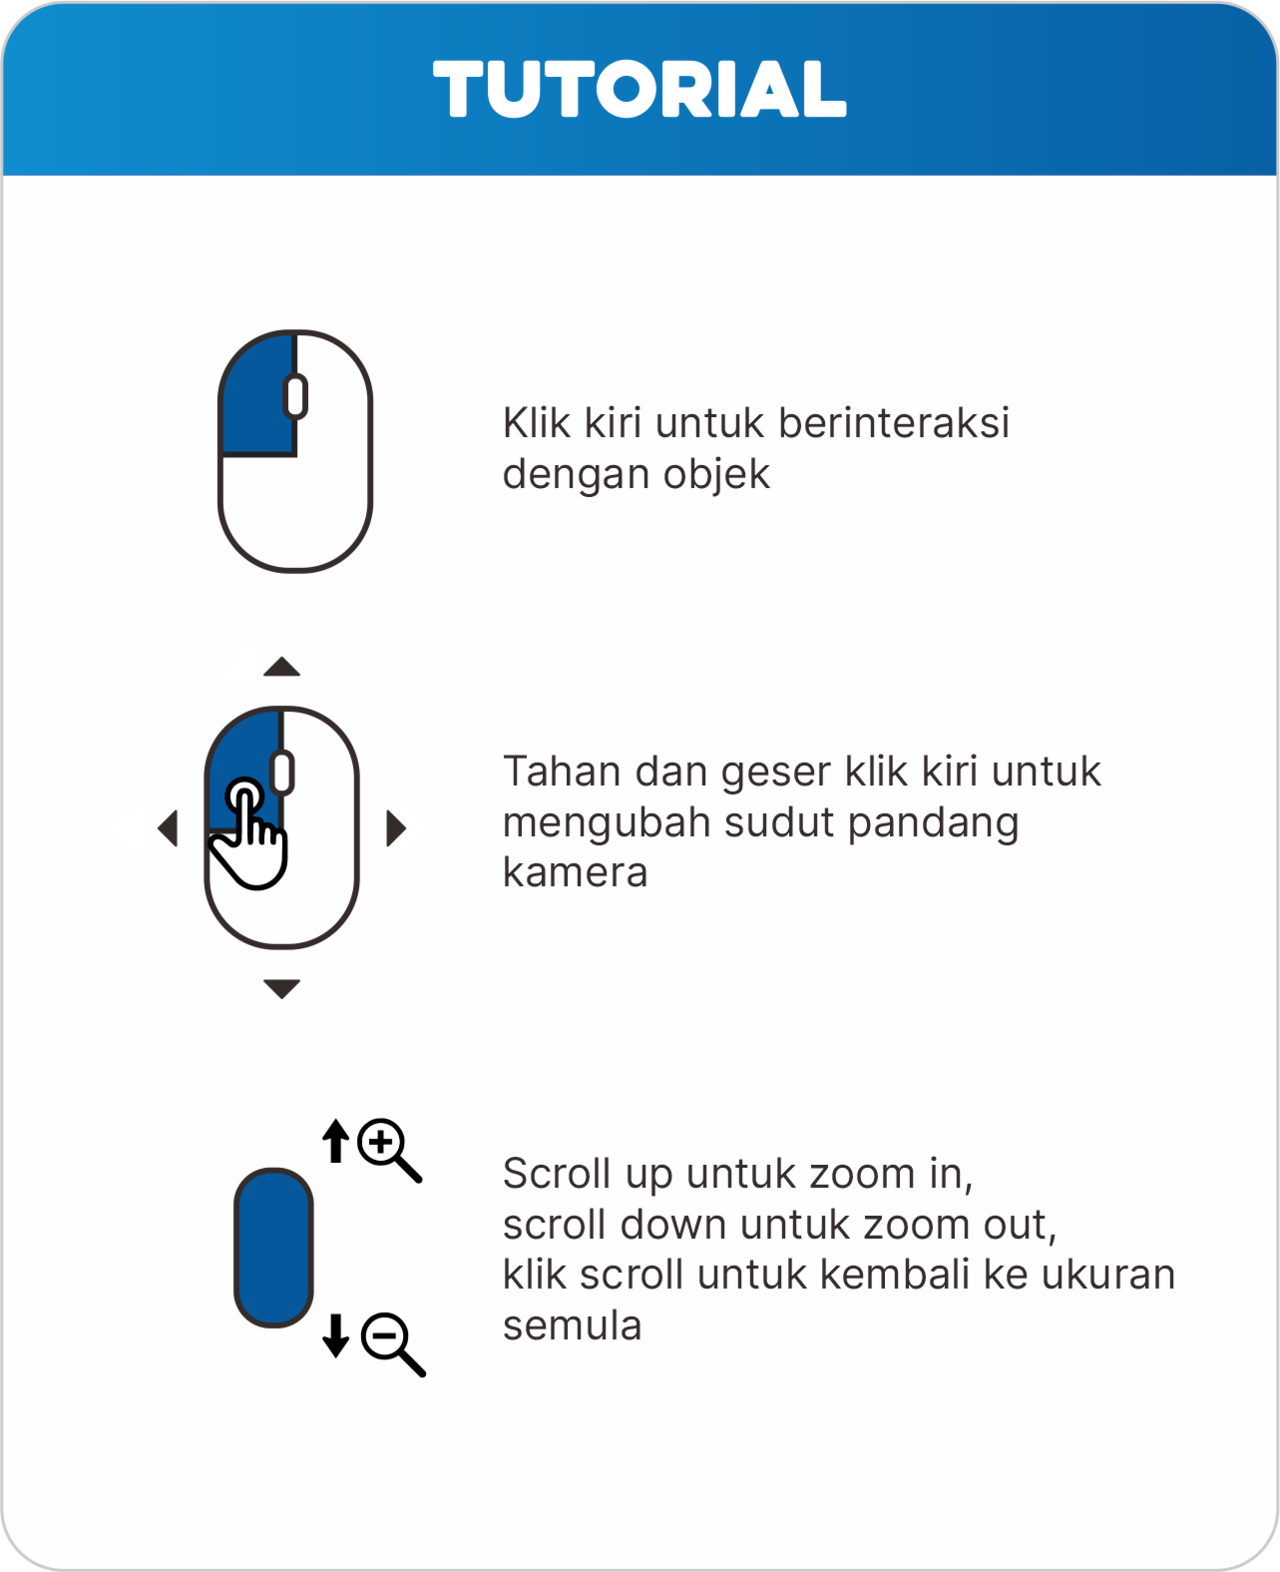 TUTORIAL
Klik kiri untuk berinteraksi
dengan objek
Tahan dan geser klik kiri untuk
mengubah sudut pandang
kamera
Scroll up untuk zoom in,
scroll down untuk zoom out,
klik scroll untuk kembali ke ukuran
semula